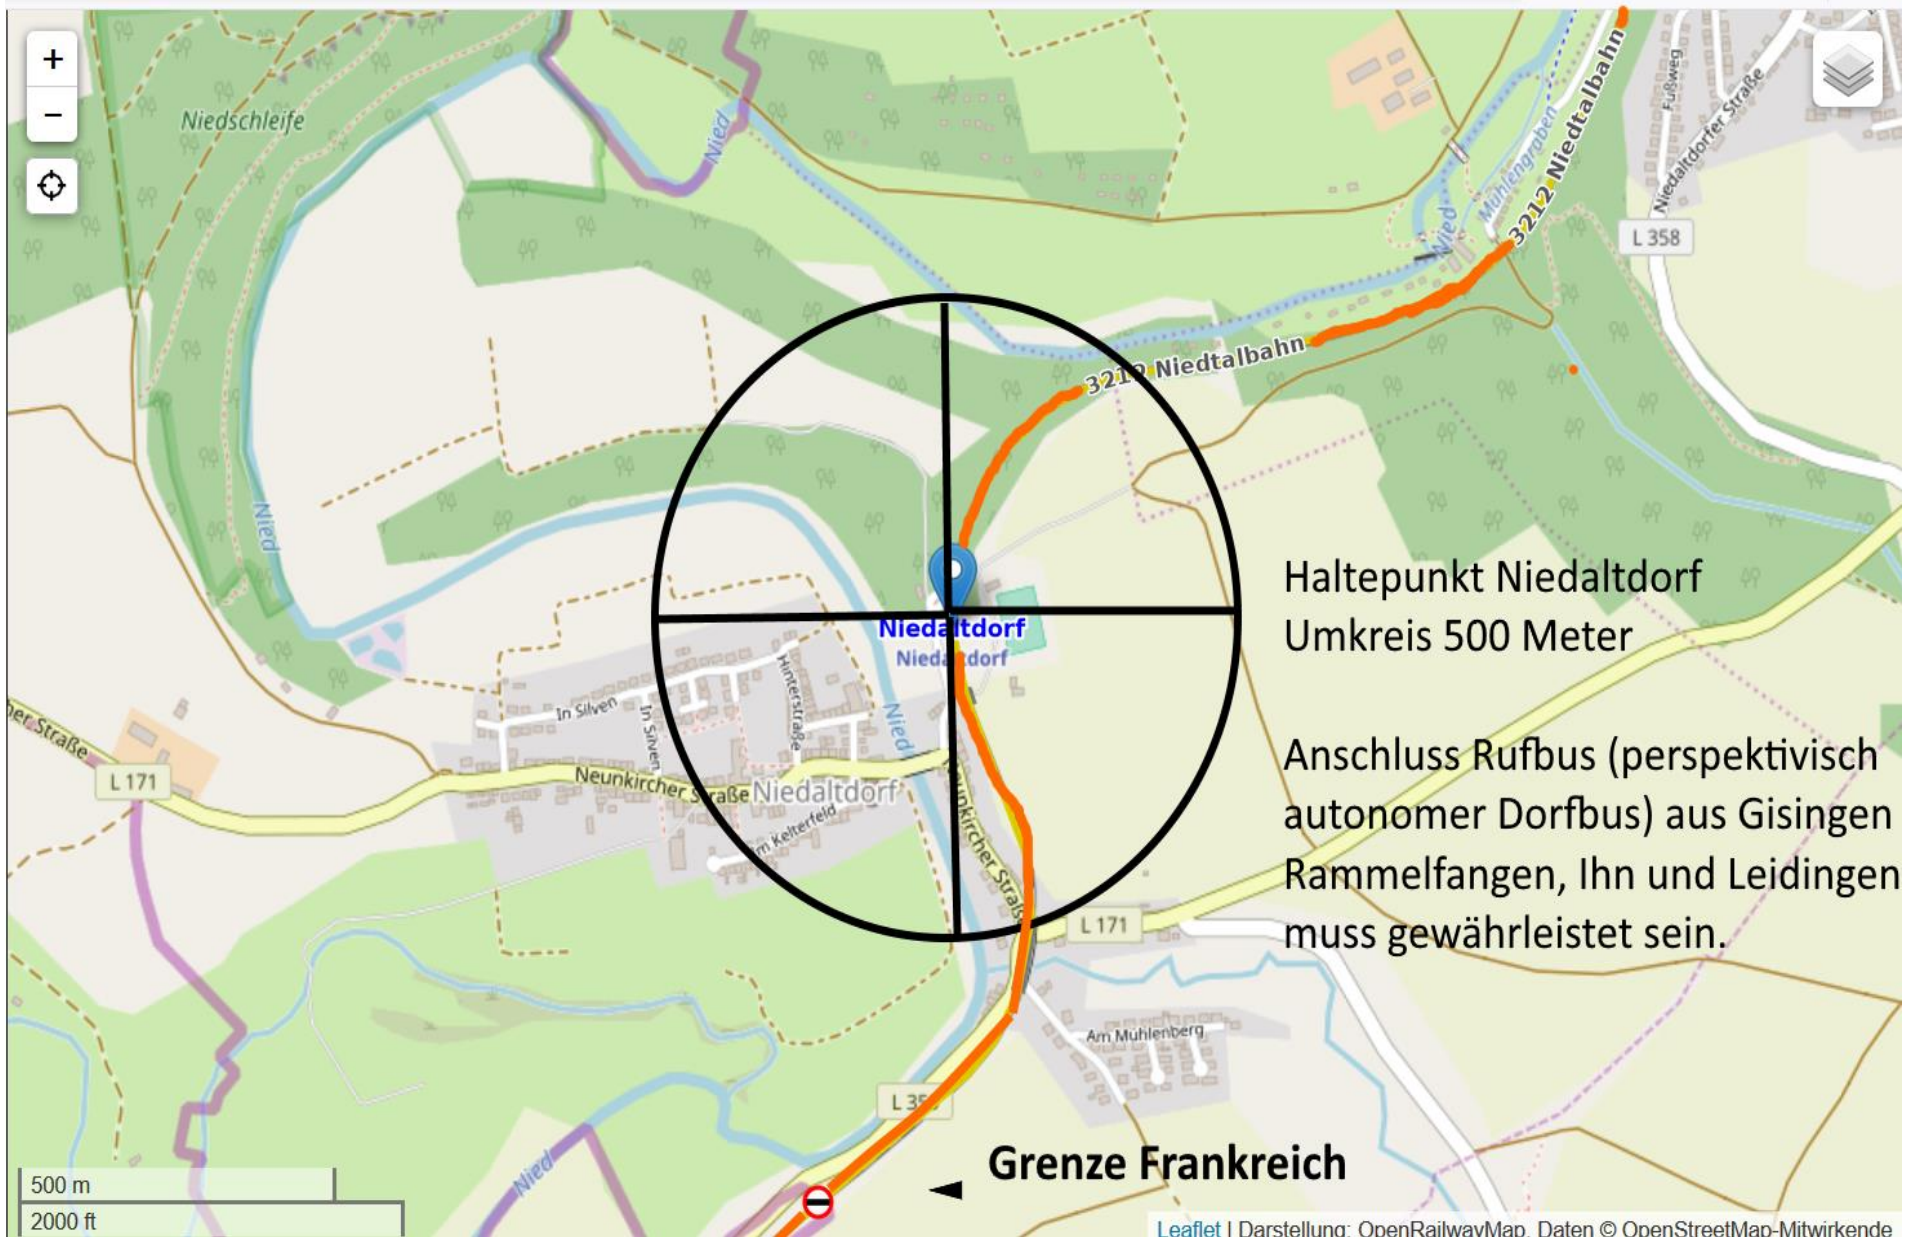 +
−
Niedschleife
Nied
3212 Niedtalbahn
Fußweg
Niedaltdorfer Straße
Mühlengraben
Nied
L 358
3212 Niedtalbahn
Nied
Haltepunkt Niedaltdorf
Umkreis 500 Meter
Niedaltdorf
Niedaltdorf
Hinterstraße
In Silven
In Silven
Nied
her Straße
L 171
Neunkircher Straße
Niedaltdorf
Am Kelterfeld
Neunkircher Straße
Anschluss Rufbus (perspektivisch
autonomer Dorfbus) aus Gisingen
Rammelfangen, Ihn und Leidingen
muss gewährleistet sein.
L 171
Am Mühlenberg
Nied
Grenze Frankreich
500 m
2000 ft
Leaflet | Darstellung: OpenRailwayMap, Daten © OpenStreetMap-Mitwirkende